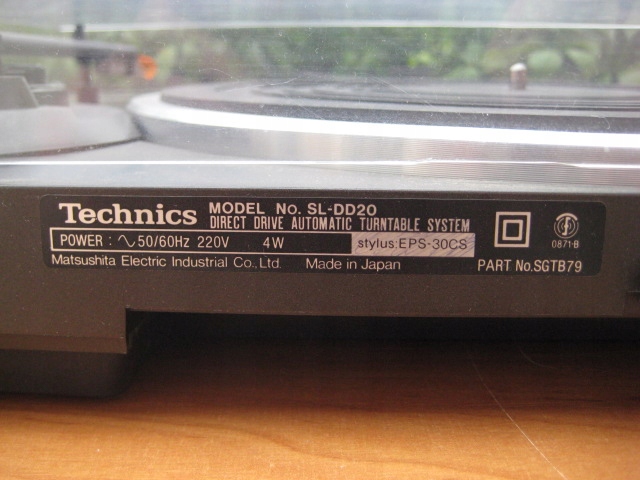 Technics MODEL No. SL-DD20
DIRECT DRIVE AUTOMATIC TURNTABLE SYSTEM
POWER : ∿ 50/60Hz 220V 4W stylus:EPS-30CS
0871-B
Matsushita Electric Industrial Co., Ltd. Made in Japan PART No.SGTB79